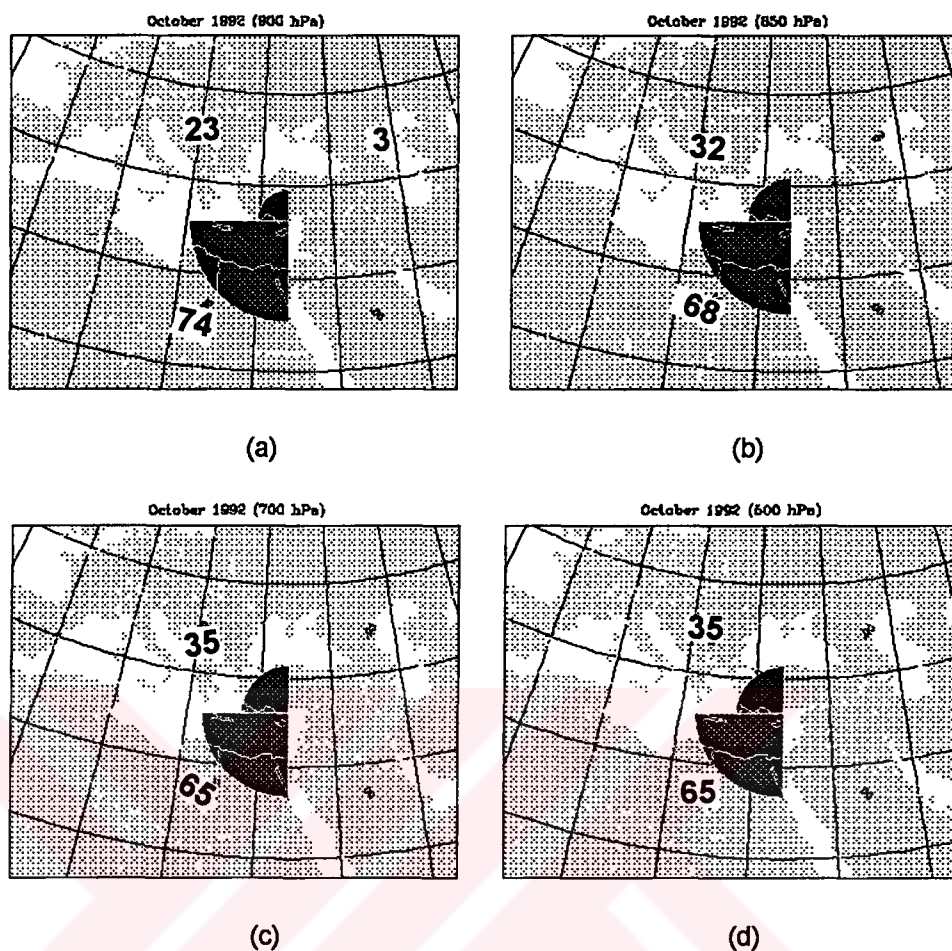 October 1992 (900 hPa)
October 1992 (850 hPa)
23
3
74
32
68
(a)
(b)
October 1992 (700 hPa)
October 1992 (500 hPa)
35
65
35
65
(c)
(d)